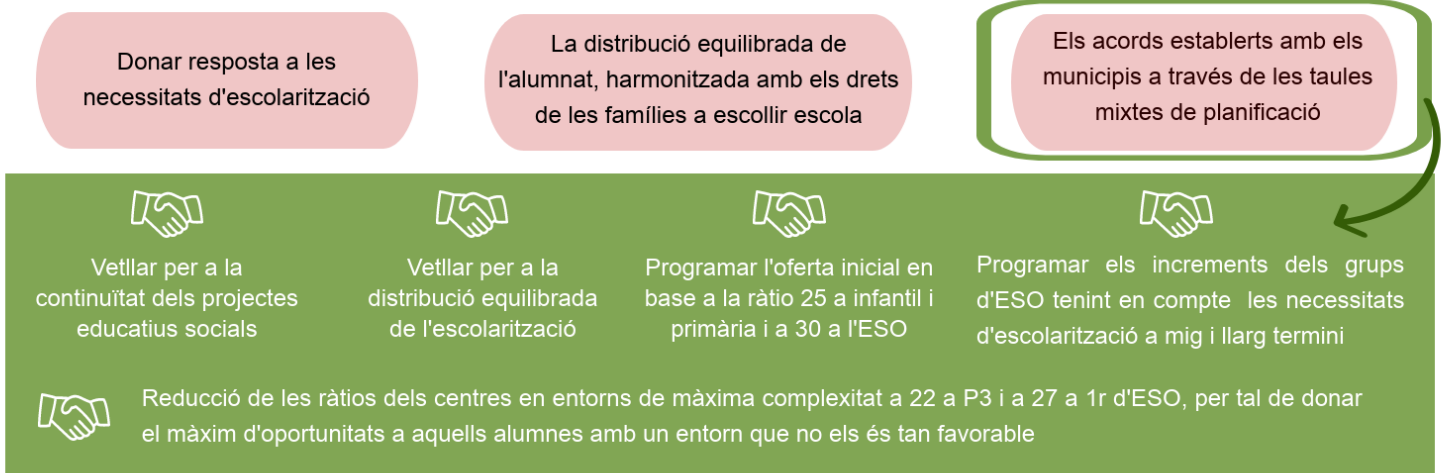 Donar resposta a les
necessitats d'escolarització
La distribució equilibrada de
l'alumnat, harmonitzada amb els drets
de les famílies a escollir escola
Els acords establerts amb els
municipis a través de les taules
mixtes de planificació
Vetllar per a la
continuïtat dels projectes
educatius socials
Vetllar per a la
distribució equilibrada
de l'escolarització
Programar l'oferta inicial en
base a la ràtio 25 a infantil i
primària i a 30 a l'ESO
Programar els increments dels grups
d'ESO tenint en compte les necessitats
d'escolarització a mig i llarg termini
Reducció de les ràtios dels centres en entorns de màxima complexitat a 22 a P3 i a 27 a 1r d'ESO, per tal de donar
el màxim d'oportunitats a aquells alumnes amb un entorn que no els és tan favorable